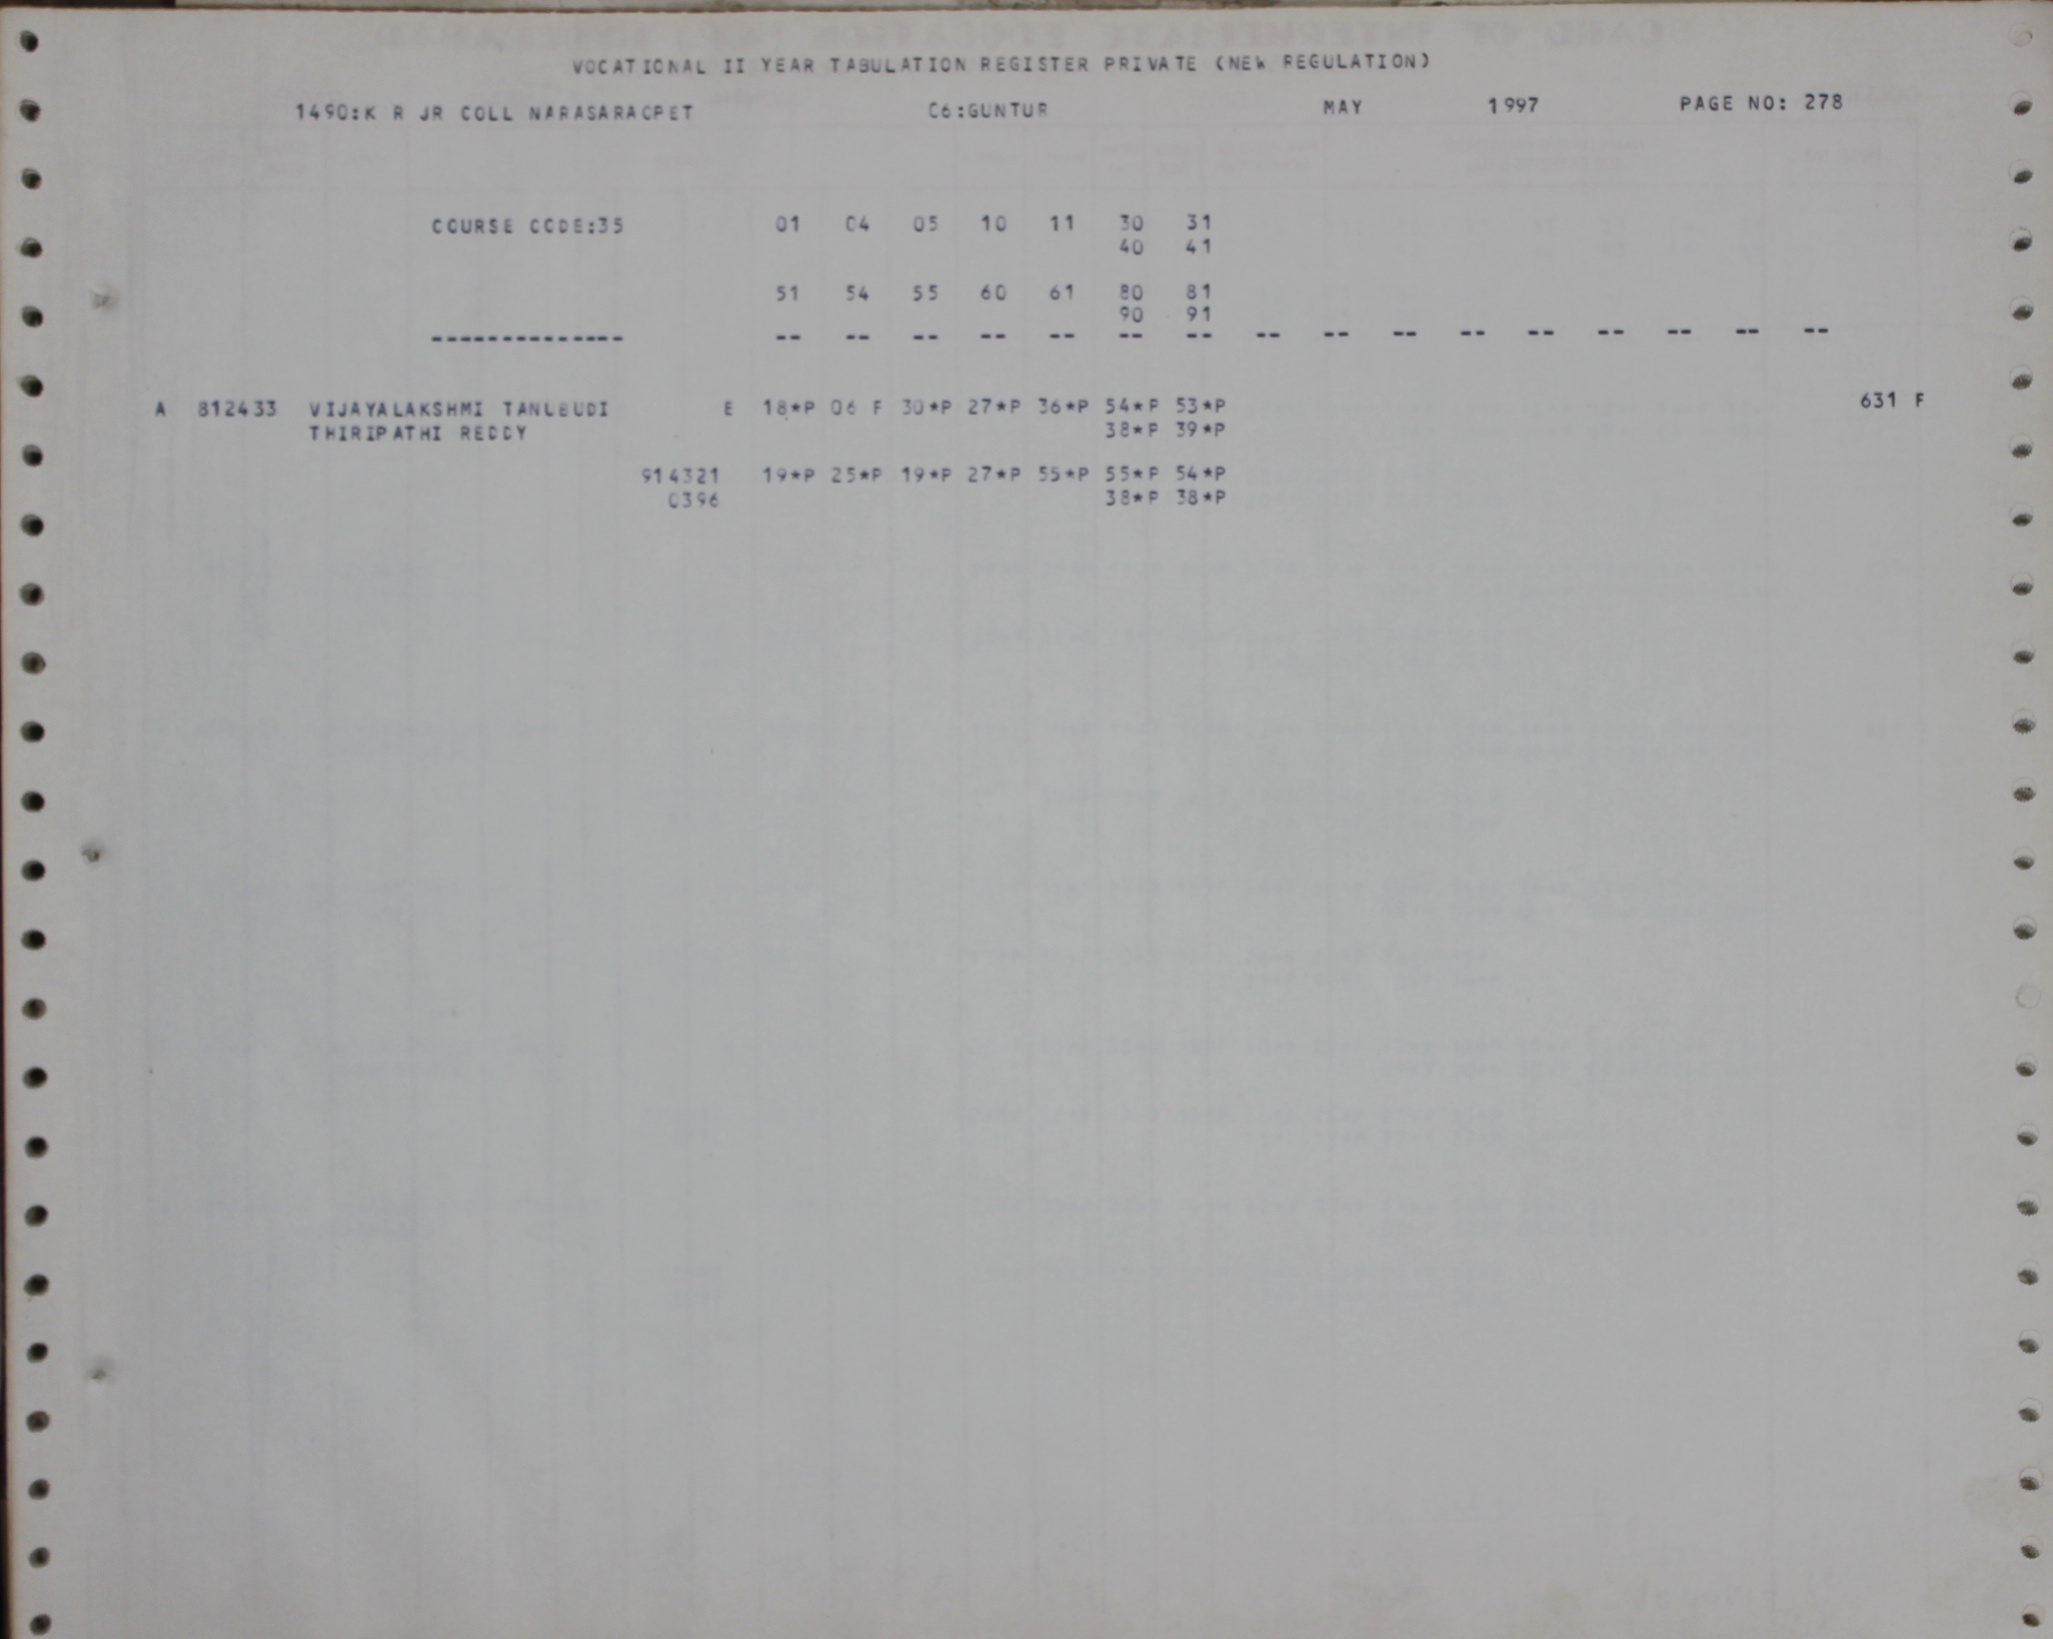 VOCATIONAL II YEAR TABULATION REGISTER PRIVATE (NEW REGULATION)
1490:K R JR COLL NARASARACPET C6:GUNTUR MAY 1997 PAGE NO: 278
COURSE CCDE:35 01 C4 05 10 11 30 31
40 41
51 54 55 60 61 80 81
90 91
-------------- -- -- -- -- -- -- -- -- -- -- -- -- -- -- -- --
A 812433 VIJAYALAKSHMI TANLBUDI E 18*P 06 F 30*P 27*P 36*P 54*P 53*P 631 F
THIRIPATHI REDDY 38*P 39*P
914321 19*P 25*P 19*P 27*P 55*P 55*P 54*P
0396 38*P 38*P